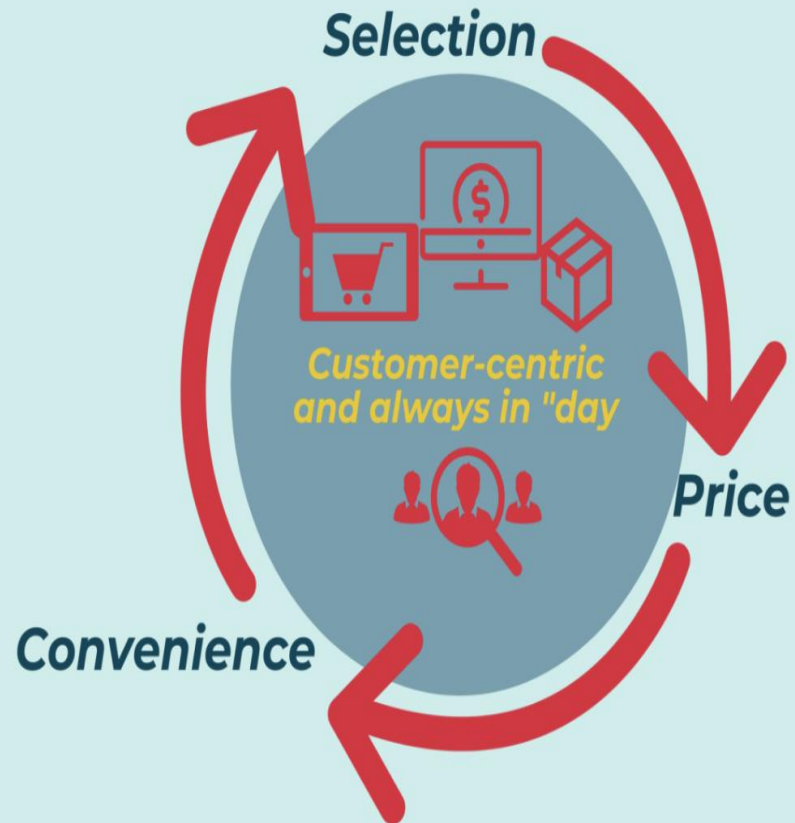 Selection
$
Customer-centric
and always in "day
Price
Convenience